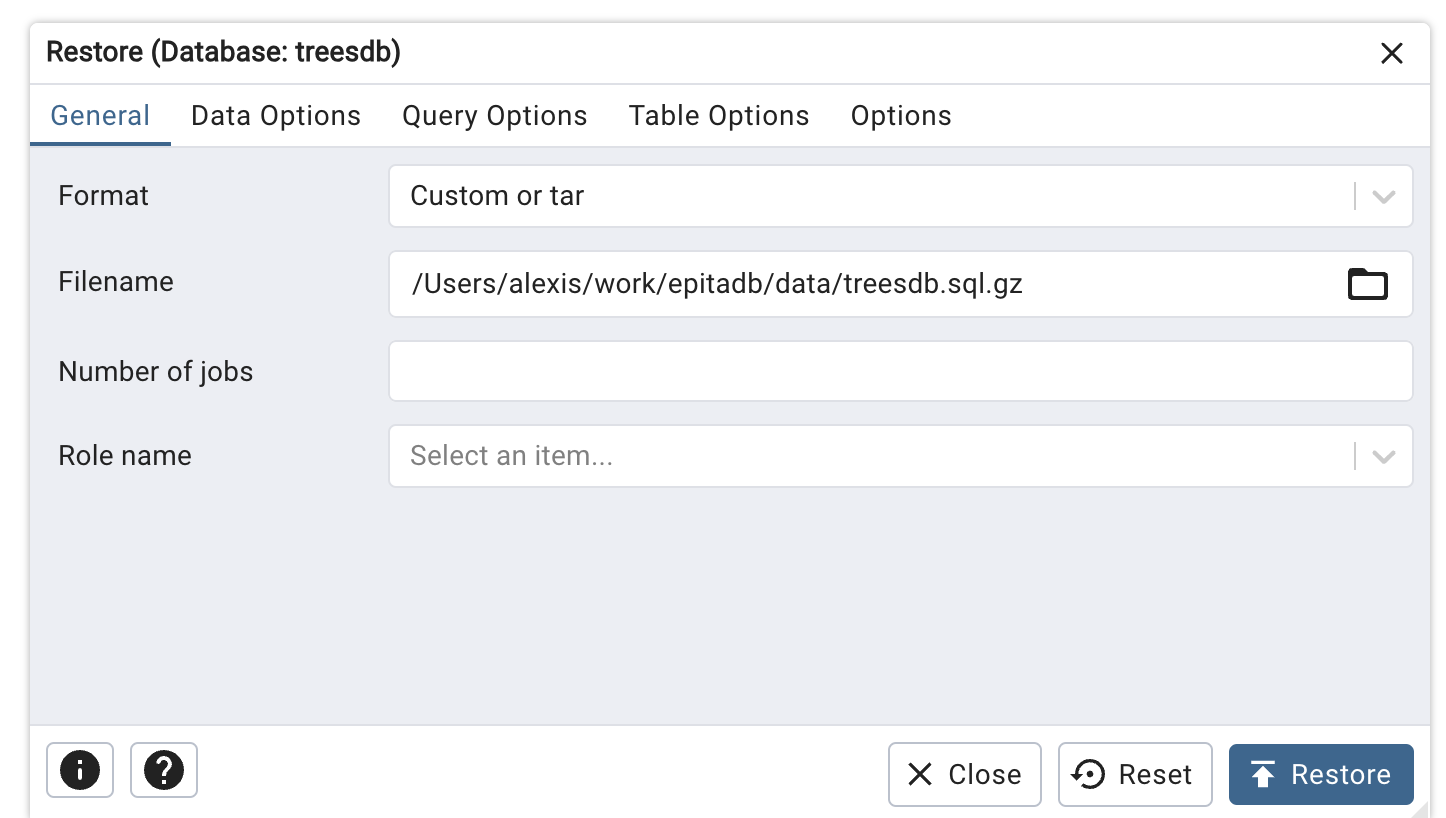 Restore (Database: treesdb)
General Data Options Query Options Table Options Options
Format Custom or tar
Filename /Users/alexis/work/epitadb/data/treesdb.sql.gz
Number of jobs
Role name Select an item...
Close Reset Restore